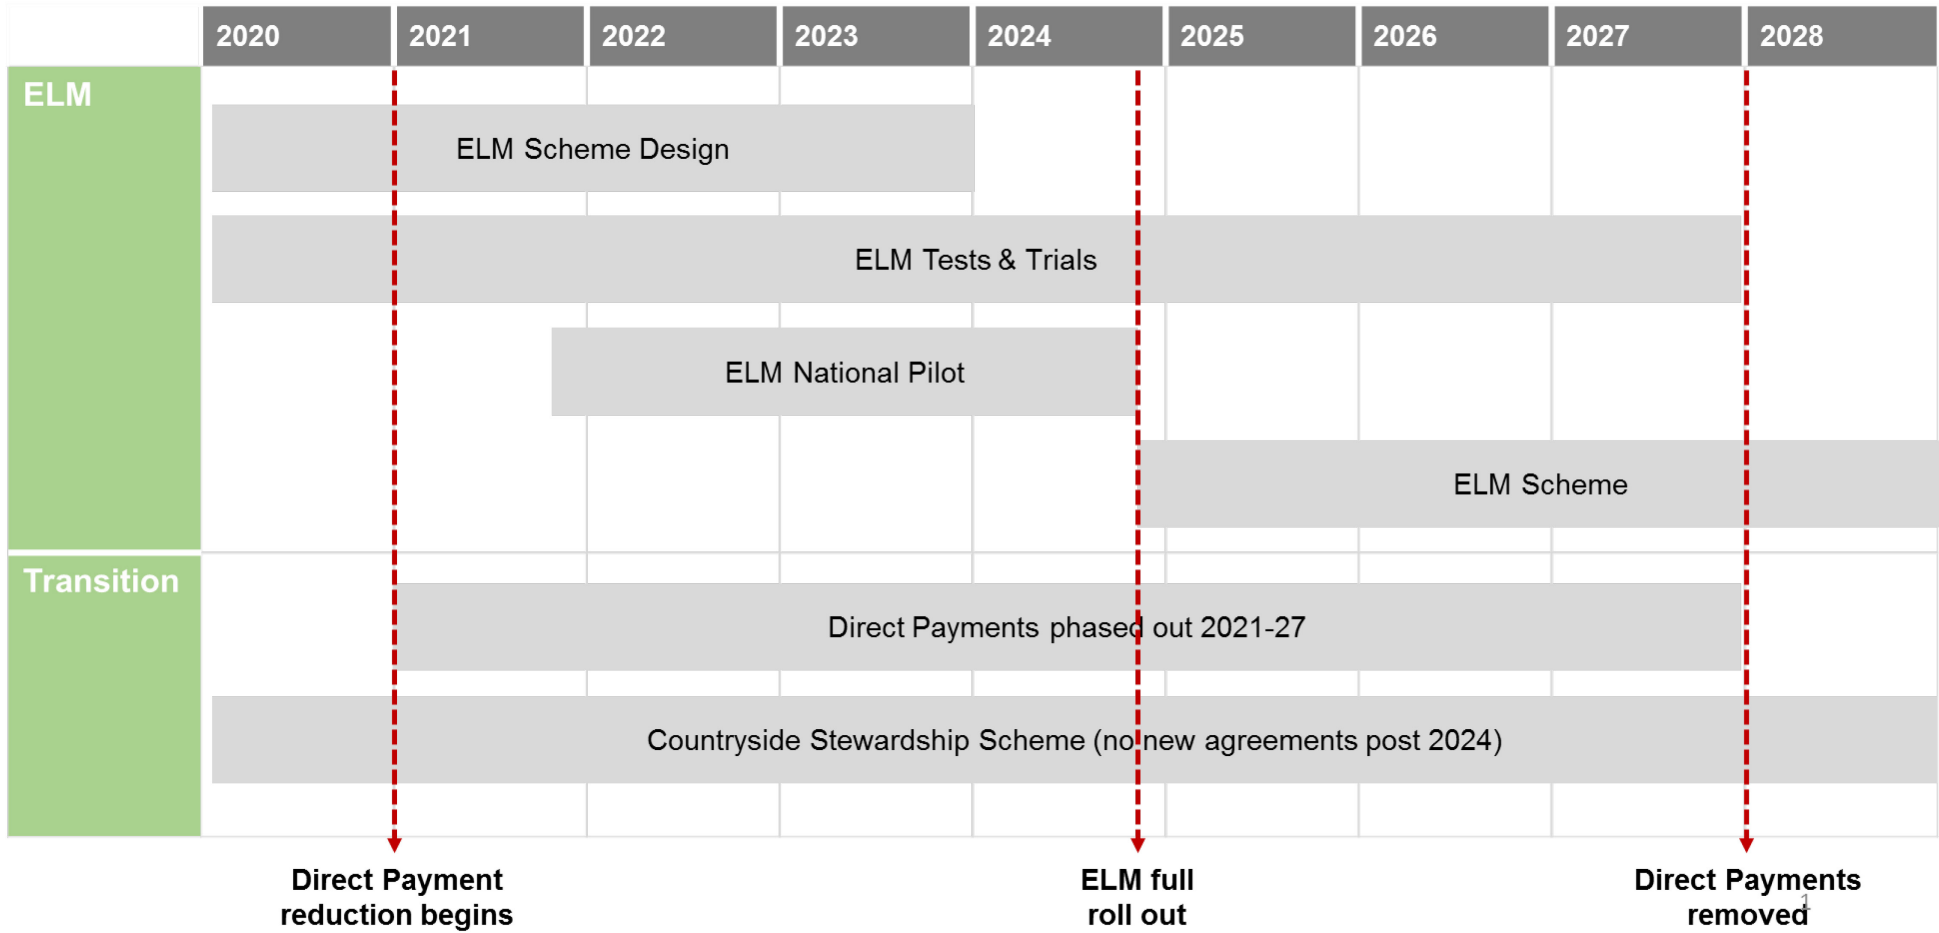 2020 2021 2022 2023 2024 2025 2026 2027 2028
ELM
ELM Scheme Design
ELM Tests & Trials
ELM National Pilot
ELM Scheme
Transition
Direct Payments phased out 2021-27
Countryside Stewardship Scheme (no new agreements post 2024)
Direct Payment
reduction begins
ELM full
roll out
Direct Payments
removed
1